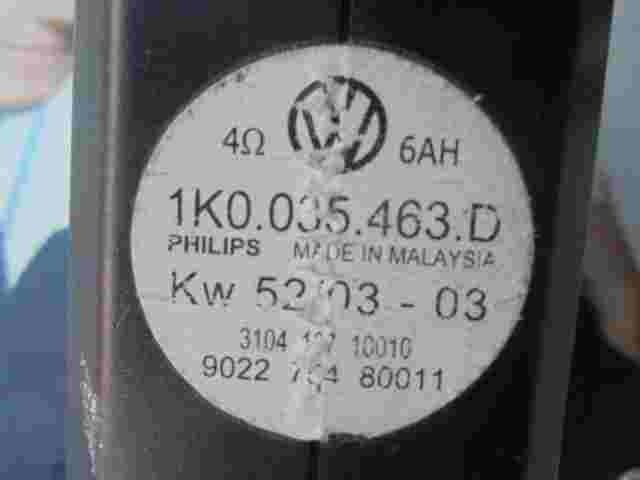 4Ω 6AH
1K0.035.463.D
PHILIPS MADE IN MALAYSIA
Kw 52/03 - 03
3104 10010
9022 80011